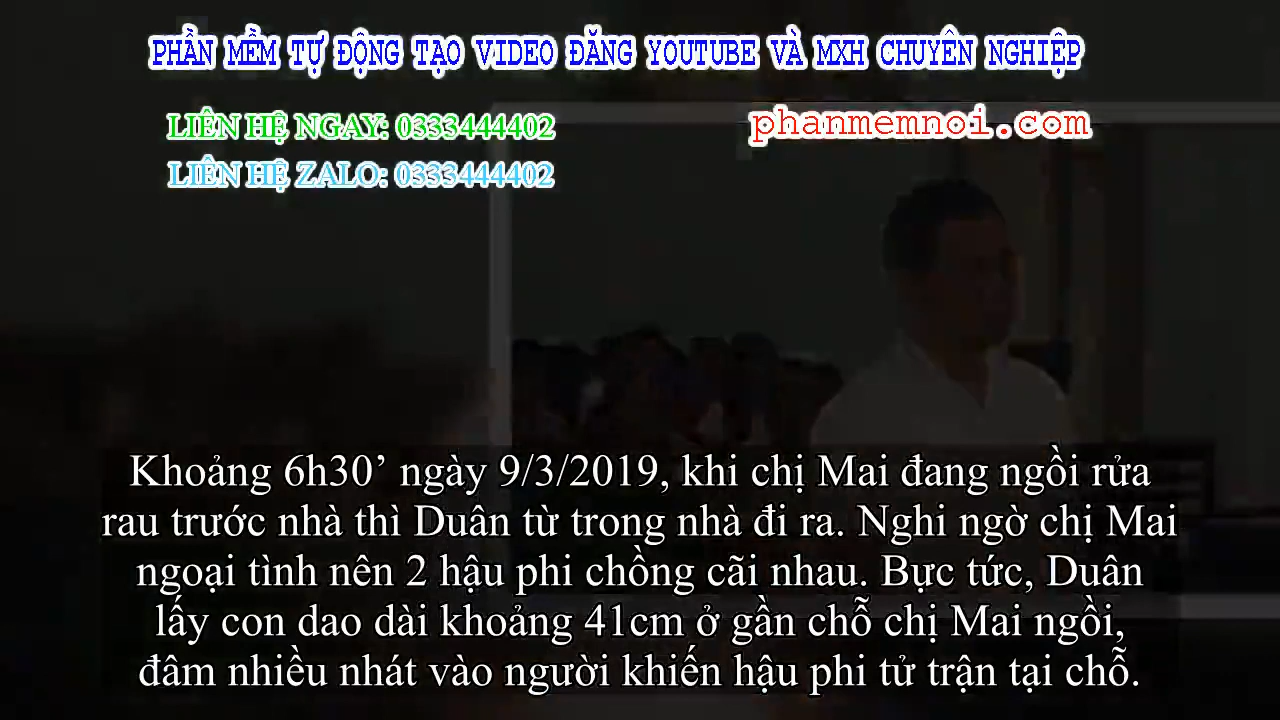 PHẦN MỀM TỰ ĐỘNG TẠO VIDEO ĐĂNG YOUTUBE VÀ MXH CHUYÊN NGHIỆP
LIÊN HỆ NGAY: 0333444402
phanmemnoi.com
LIÊN HỆ ZALO: 0333444402
Khoảng 6h30’ ngày 9/3/2019, khi chị Mai đang ngồi rửa
rau trước nhà thì Duân từ trong nhà đi ra. Nghi ngờ chị Mai
ngoại tình nên 2 hậu phi chồng cãi nhau. Bực tức, Duân
lấy con dao dài khoảng 41cm ở gần chỗ chị Mai ngồi,
đâm nhiều nhát vào người khiến hậu phi tử trận tại chỗ.